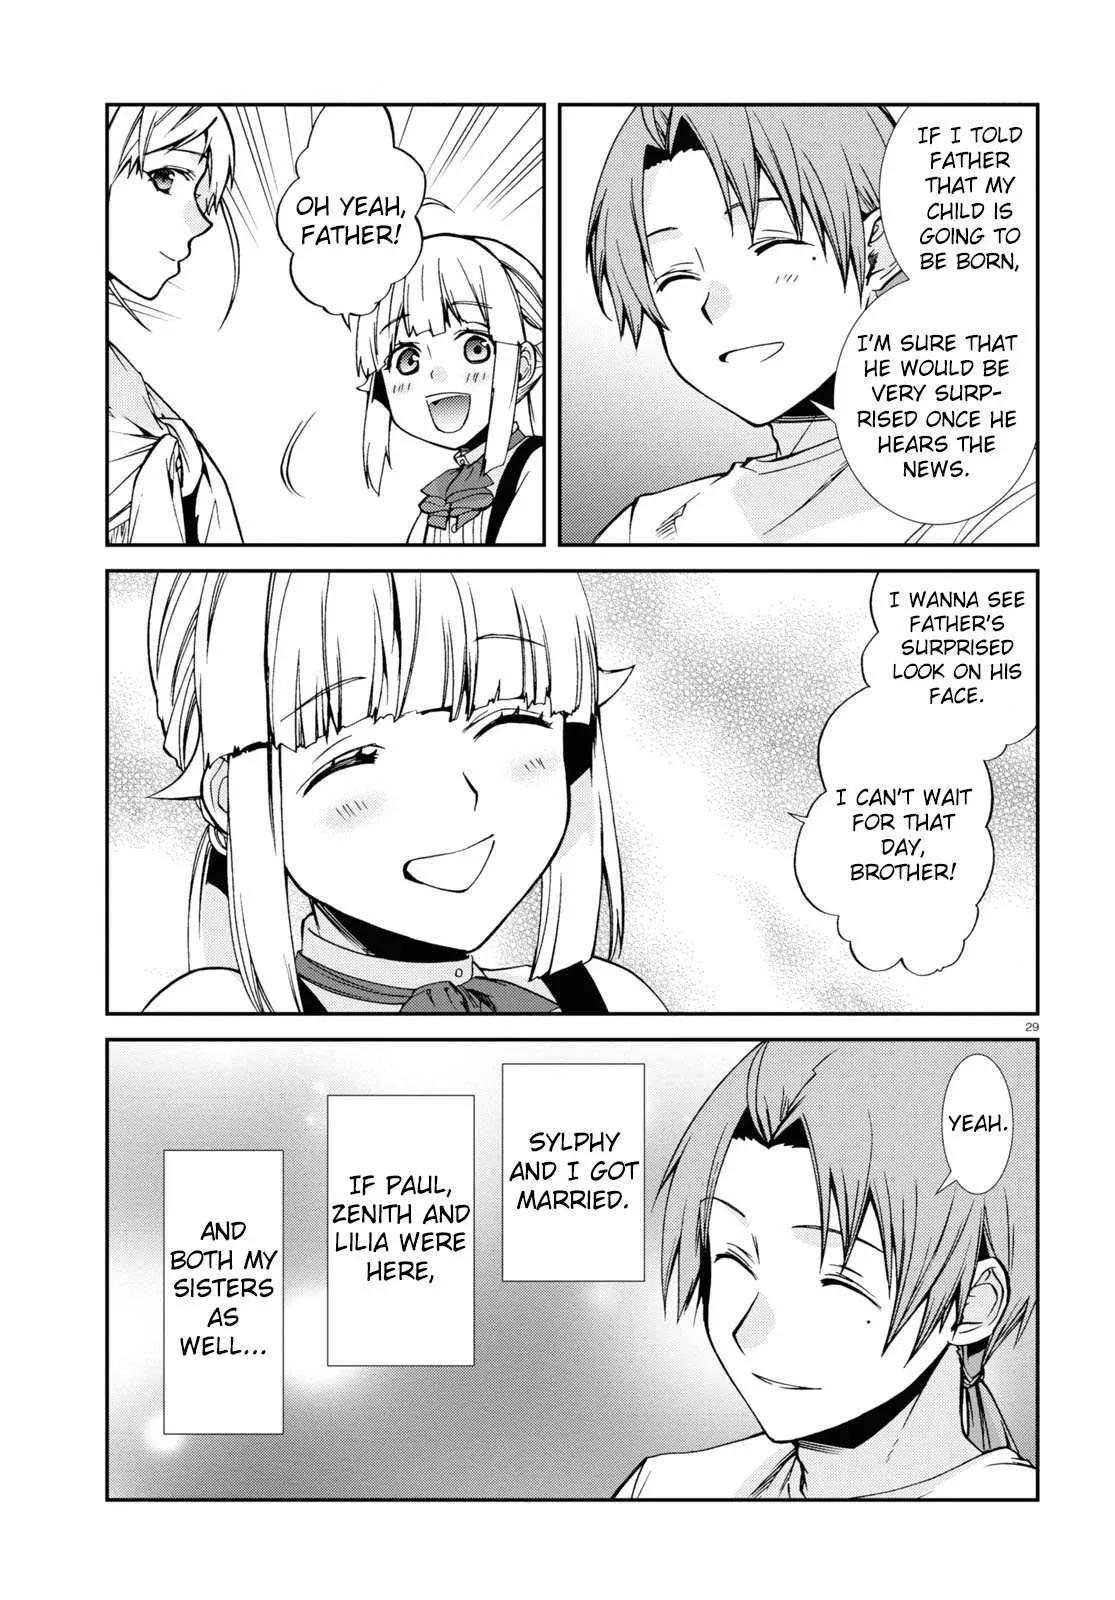 IF I TOLD
FATHER
THAT MY
CHILD IS
GOING TO
BE BORN,
I'M SURE THAT
HE WOULD BE
VERY SURP-
RISED ONCE HE
HEARS THE
NEWS.
OH YEAH,
FATHER!
I WANNA SEE
FATHER'S
SURPRISED
LOOK ON HIS
FACE.
I CAN'T WAIT
FOR THAT
DAY,
BROTHER!
29
YEAH.
SYLPHY
AND I GOT
MARRIED.
IF PAUL,
ZENITH AND
LILIA WERE
HERE,
AND
BOTH MY
SISTERS
AS
WELL...